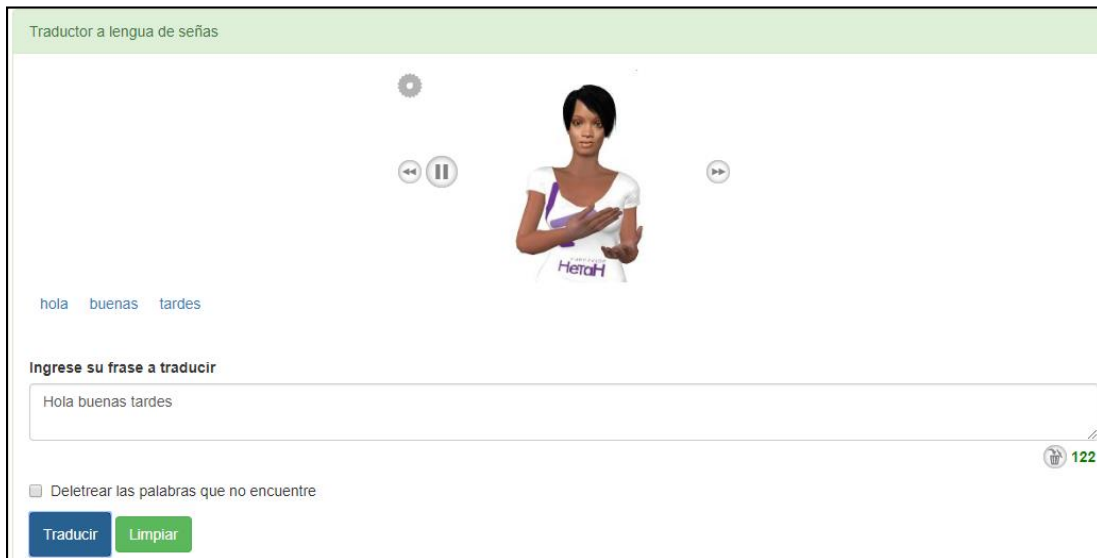 Traductor a lengua de señas
HETAH
hola buenas tardes
Ingrese su frase a traducir
Hola buenas tardes
122
Deletrear las palabras que no encuentre
Traducir Limpiar